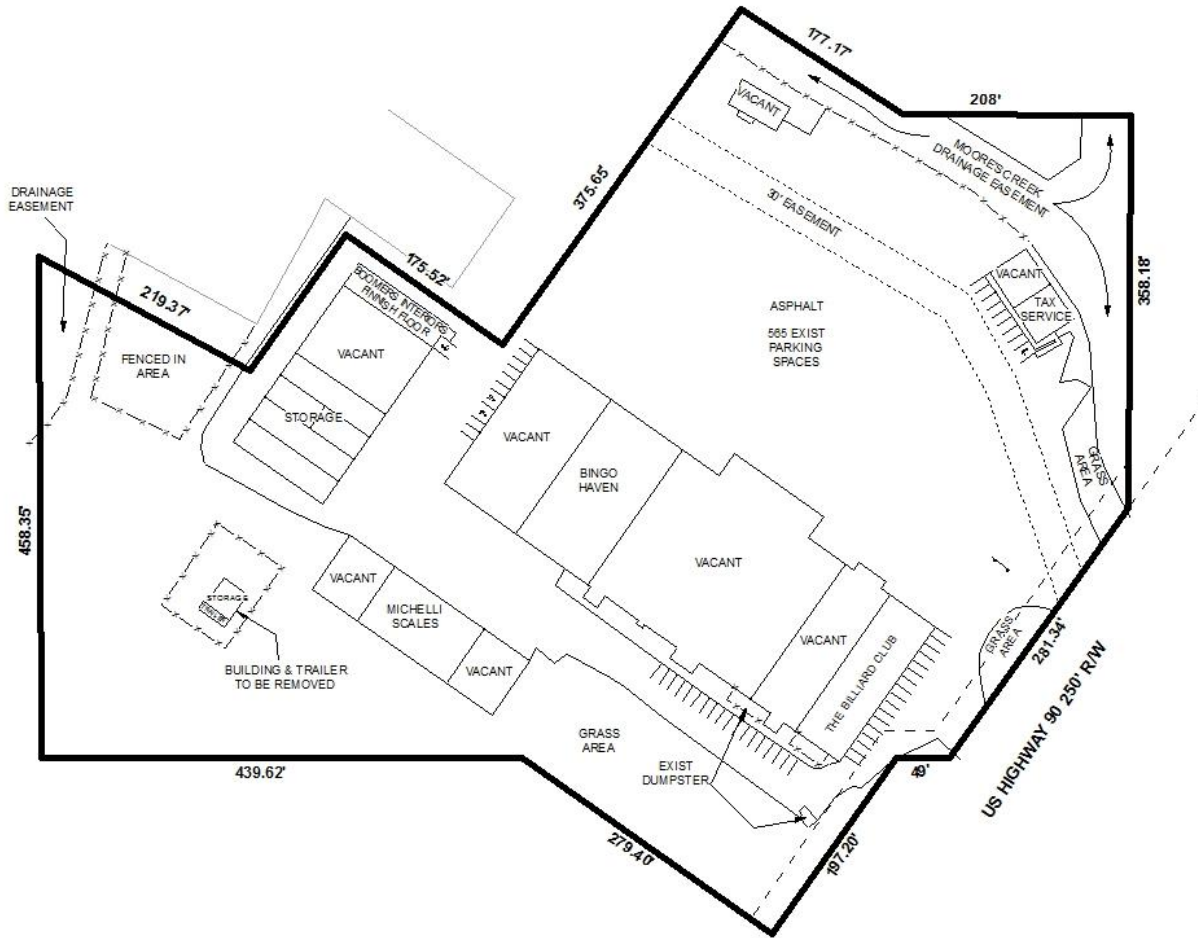 177.17'
208'
VACANT
MOORE'S CREEK
DRAINAGE EASEMENT
375.65'
30' EASEMENT
358.18'
DRAINAGE
EASEMENT
175.52'
219.37'
BOOMERS INTERIORS
FINNISH FLOOR
VACANT
TAX
SERVICE
ASPHALT
565 EXIST
PARKING
SPACES
FENCED IN
AREA
VACANT
STORAGE
VACANT
BINGO
HAVEN
GRASS
AREA
458.35'
VACANT
VACANT
MICHELLI
SCALES
VACANT
STORAGE
BUILDING & TRAILER
TO BE REMOVED
VACANT
THE BILLIARD CLUB
GRASS
AREA
281.34'
US HIGHWAY 90 250' R/W
GRASS
AREA
EXIST
DUMPSTER
439.62'
49'
279.40'
197.20'